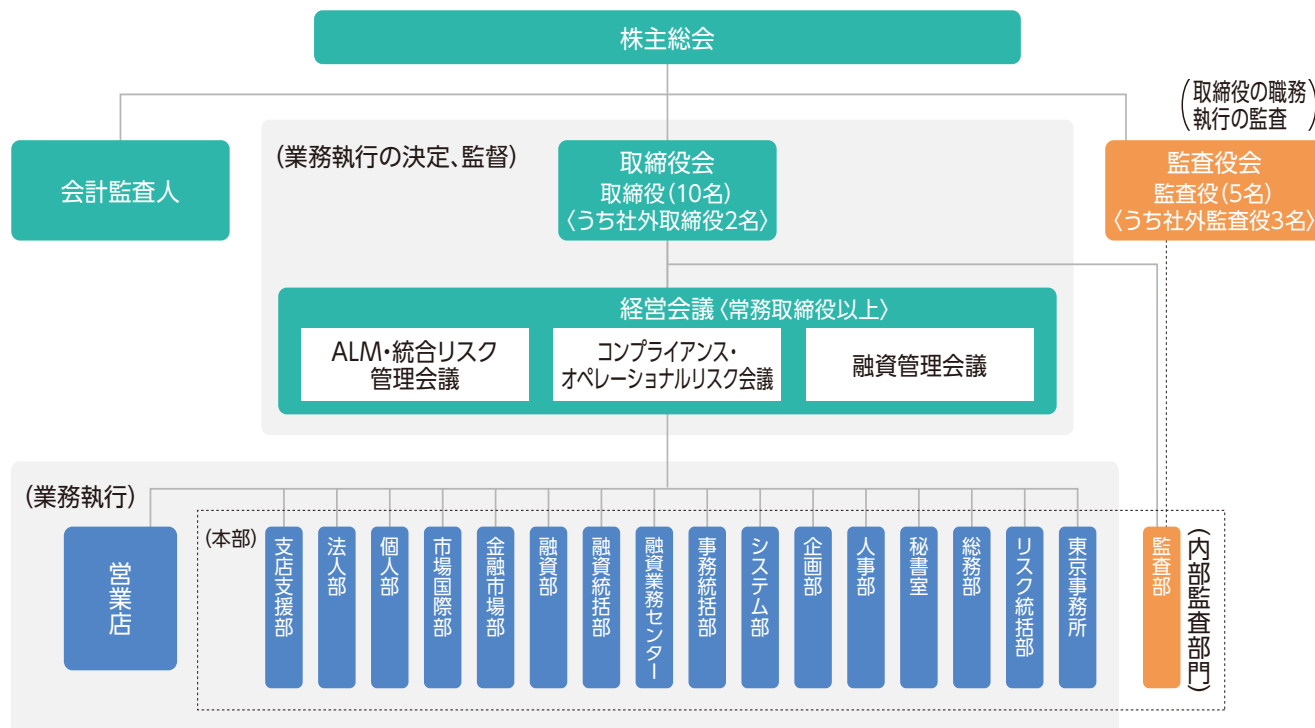 株主総会
(取締役の職務
執行の監査)
会計監査人
(業務執行の決定、監督)
取締役会
取締役(10名)
〈うち社外取締役2名〉
監査役会
監査役(5名)
〈うち社外監査役3名〉
経営会議〈常務取締役以上〉
ALM・統合リスク
管理会議
コンプライアンス・
オペレーショナルリスク会議
融資管理会議
(業務執行)
営業店
(本部)
支店支援部
法人部
個人部
市場国際部
金融市場部
融資部
融資統括部
融資業務センター
事務統括部
システム部
企画部
人事部
秘書室
総務部
リスク統括部
東京事務所
監査部
(内部監査部門)